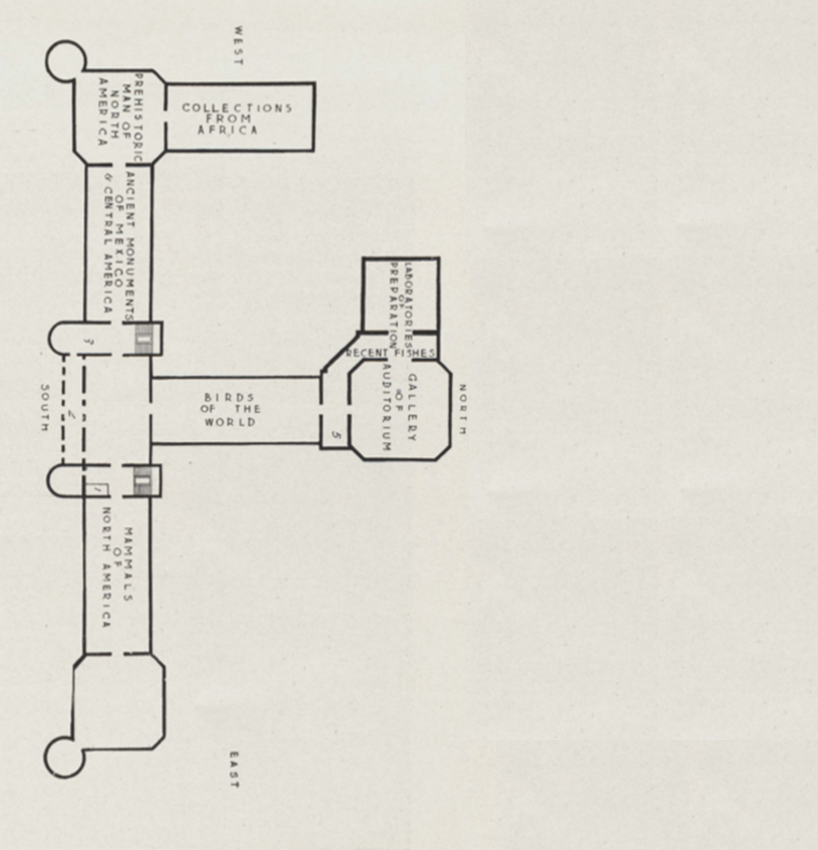 WEST
PREHISTORIC
MAN OF
NORTH
AMERICA
COLLECTIONS
FROM
AFRICA
ANCIENT MONUMENTS
OF MEXICO
& CENTRAL AMERICA
LABORATORIES
OF
PREPARATION
RECENT FISHES
3
SOUTH
BIRDS
OF THE
WORLD
5
GALLERY
OF
AUDITORIUM
NORTH
1
MAMMALS
OF
NORTH AMERICA
EAST